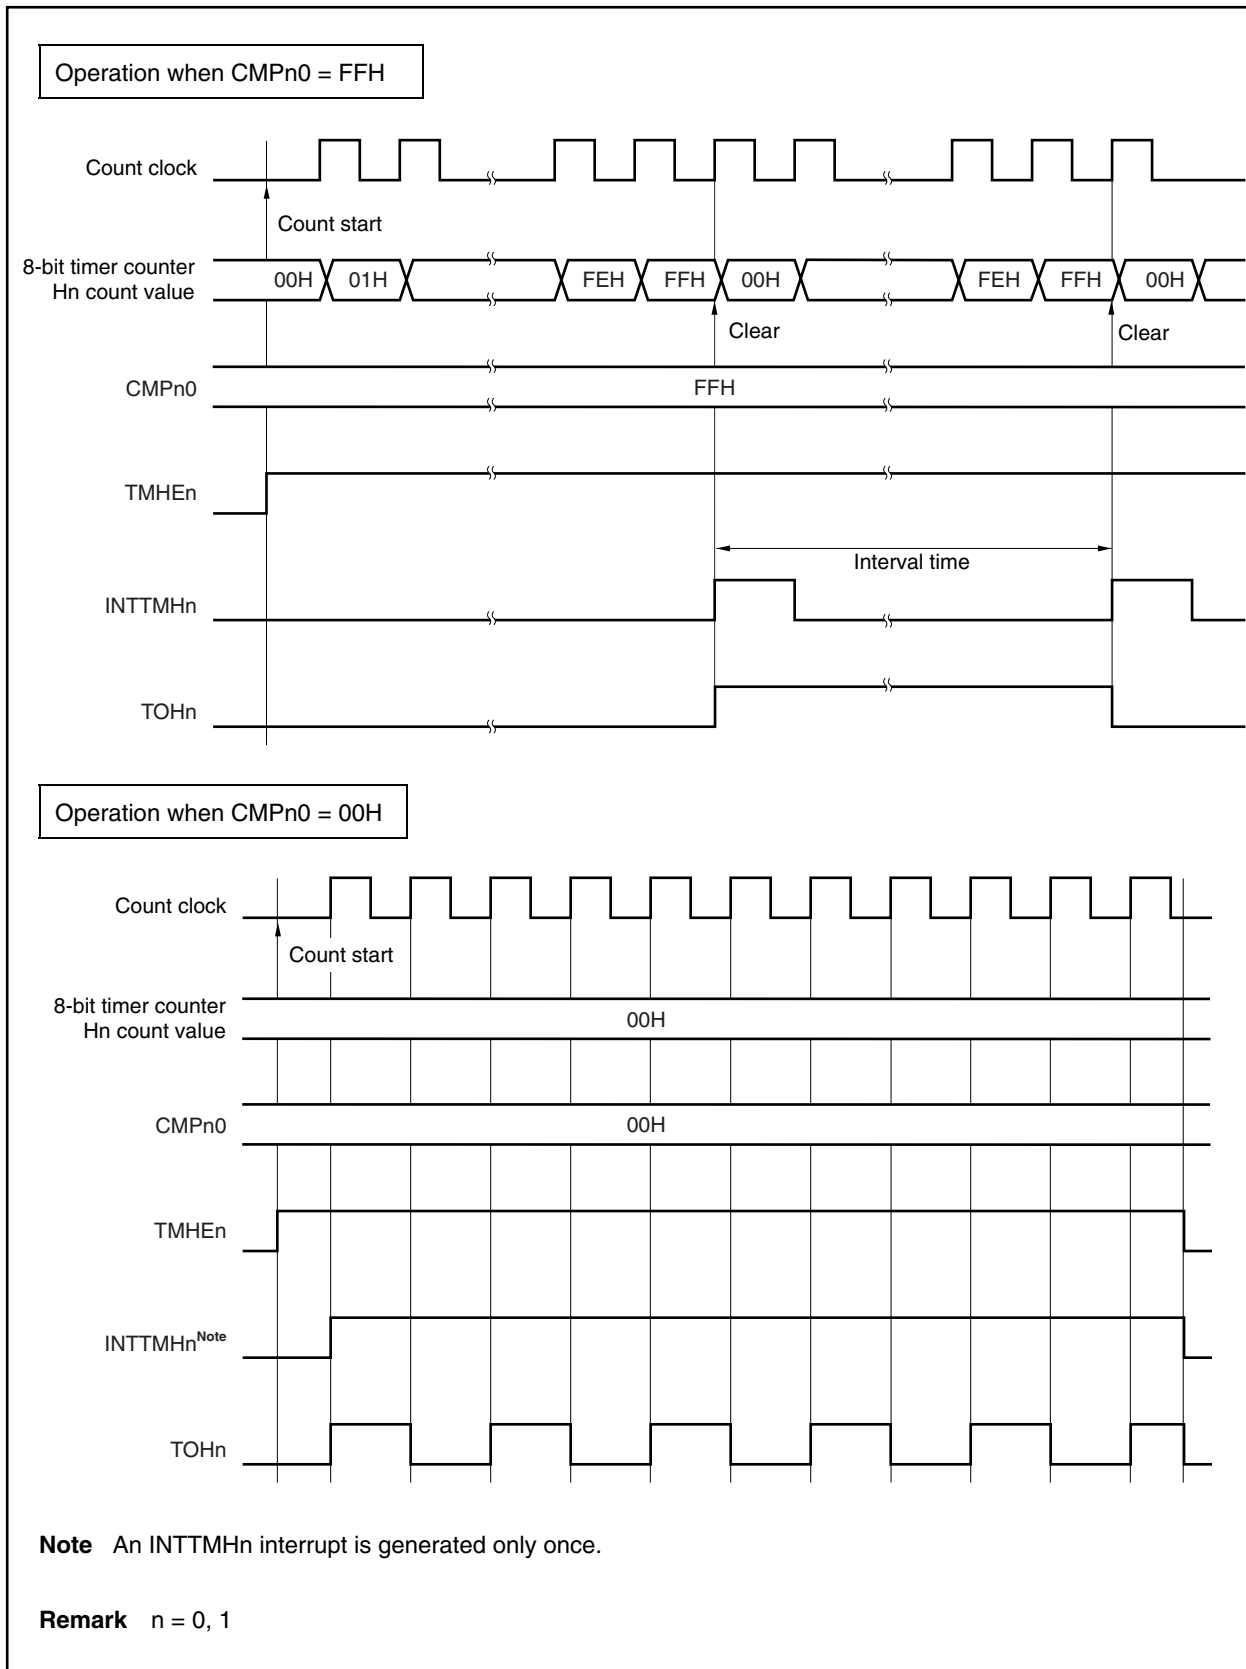 Operation when CMPn0 = FFH
Count clock
Count start
8-bit timer counter
Hn count value
00H 01H FEH FFH 00H FEH FFH 00H
Clear Clear
CMPn0 FFH
TMHEn
Interval time
INTTMHn
TOHn
Operation when CMPn0 = 00H
Count clock
Count start
8-bit timer counter
Hn count value
00H
CMPn0 00H
TMHEn
INTTMHnNote
TOHn
Note An INTTMHn interrupt is generated only once.
Remark n = 0, 1